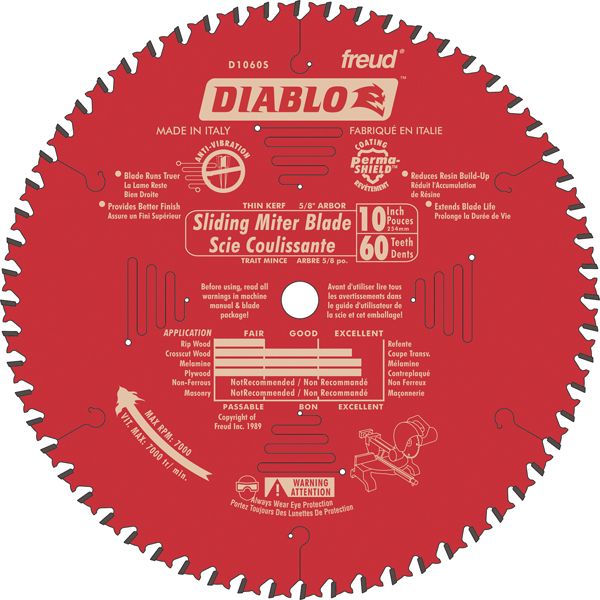 D1060S
freud®
DIABLO™
MADE IN ITALY
FABRIQUÉ EN ITALIE
ANTI-VIBRATION
COATING
perma-
SHIELD™
REVÊTEMENT
• Blade Runs Truer
La Lame Reste
Bien Droite
• Provides Better Finish
Assure un Fini Supérieur
• Reduces Resin Build-Up
Réduit l'Accumulation
de Résine
• Extends Blade Life
Prolonge la Durée de Vie
THIN KERF 5/8" ARBOR
Sliding Miter Blade
Scie Coulissante
TRAIT MINCE ARBRE 5/8 po.
10 Inch
Pouces
254mm
60 Teeth
Dents
Before using, read all
warnings in machine
manual & blade
package!
Avant d'utiliser lire tous
les avertissements dans
le guide d'utilisateur de
la scie et cet emballage!
APPLICATION FAIR GOOD EXCELLENT
Rip Wood Refente
Crosscut Wood Coupe Transv.
Melamine Mélamine
Plywood Contreplaqué
Non-Ferrous NotRecommended / Non Recommandé Non Ferreux
Masonry NotRecommended / Non Recommandé Maçonnerie
PASSABLE BON EXCELLENT
Copyright of
Freud Inc. 1989
MAX RPM: 7000
VIT. MAX: 7000 tr/ min.
WARNING
ATTENTION
Always Wear Eye Protection
Portez Toujours Des Lunettes De Protection